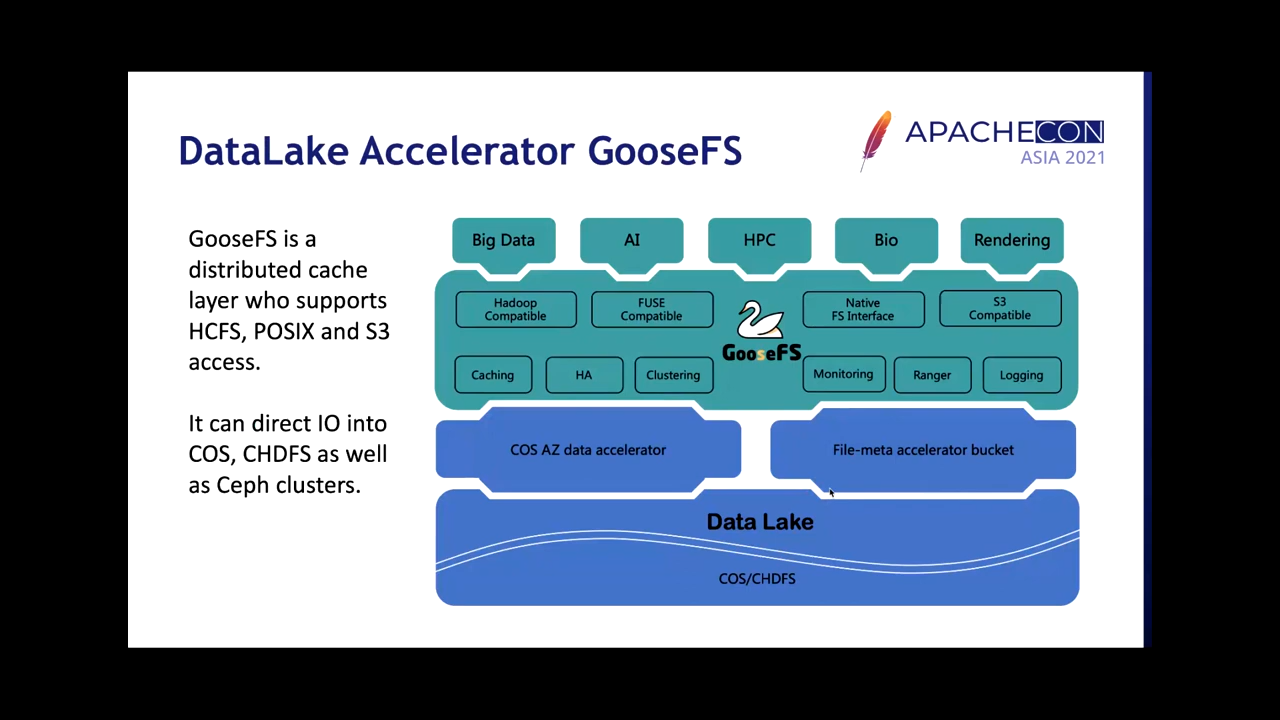 DataLake Accelerator GooseFS
APACHECON
ASIA 2021
GooseFS is a
distributed cache
layer who supports
HCFS, POSIX and S3
access.
It can direct IO into
COS, CHDFS as well
as Ceph clusters.
Big Data
AI
HPC
Bio
Rendering
Hadoop
Compatible
FUSE
Compatible
Native
FS Interface
S3
Compatible
GooseFS
Caching
HA
Clustering
Monitoring
Ranger
Logging
COS AZ data accelerator
File-meta accelerator bucket
Data Lake
COS/CHDFS